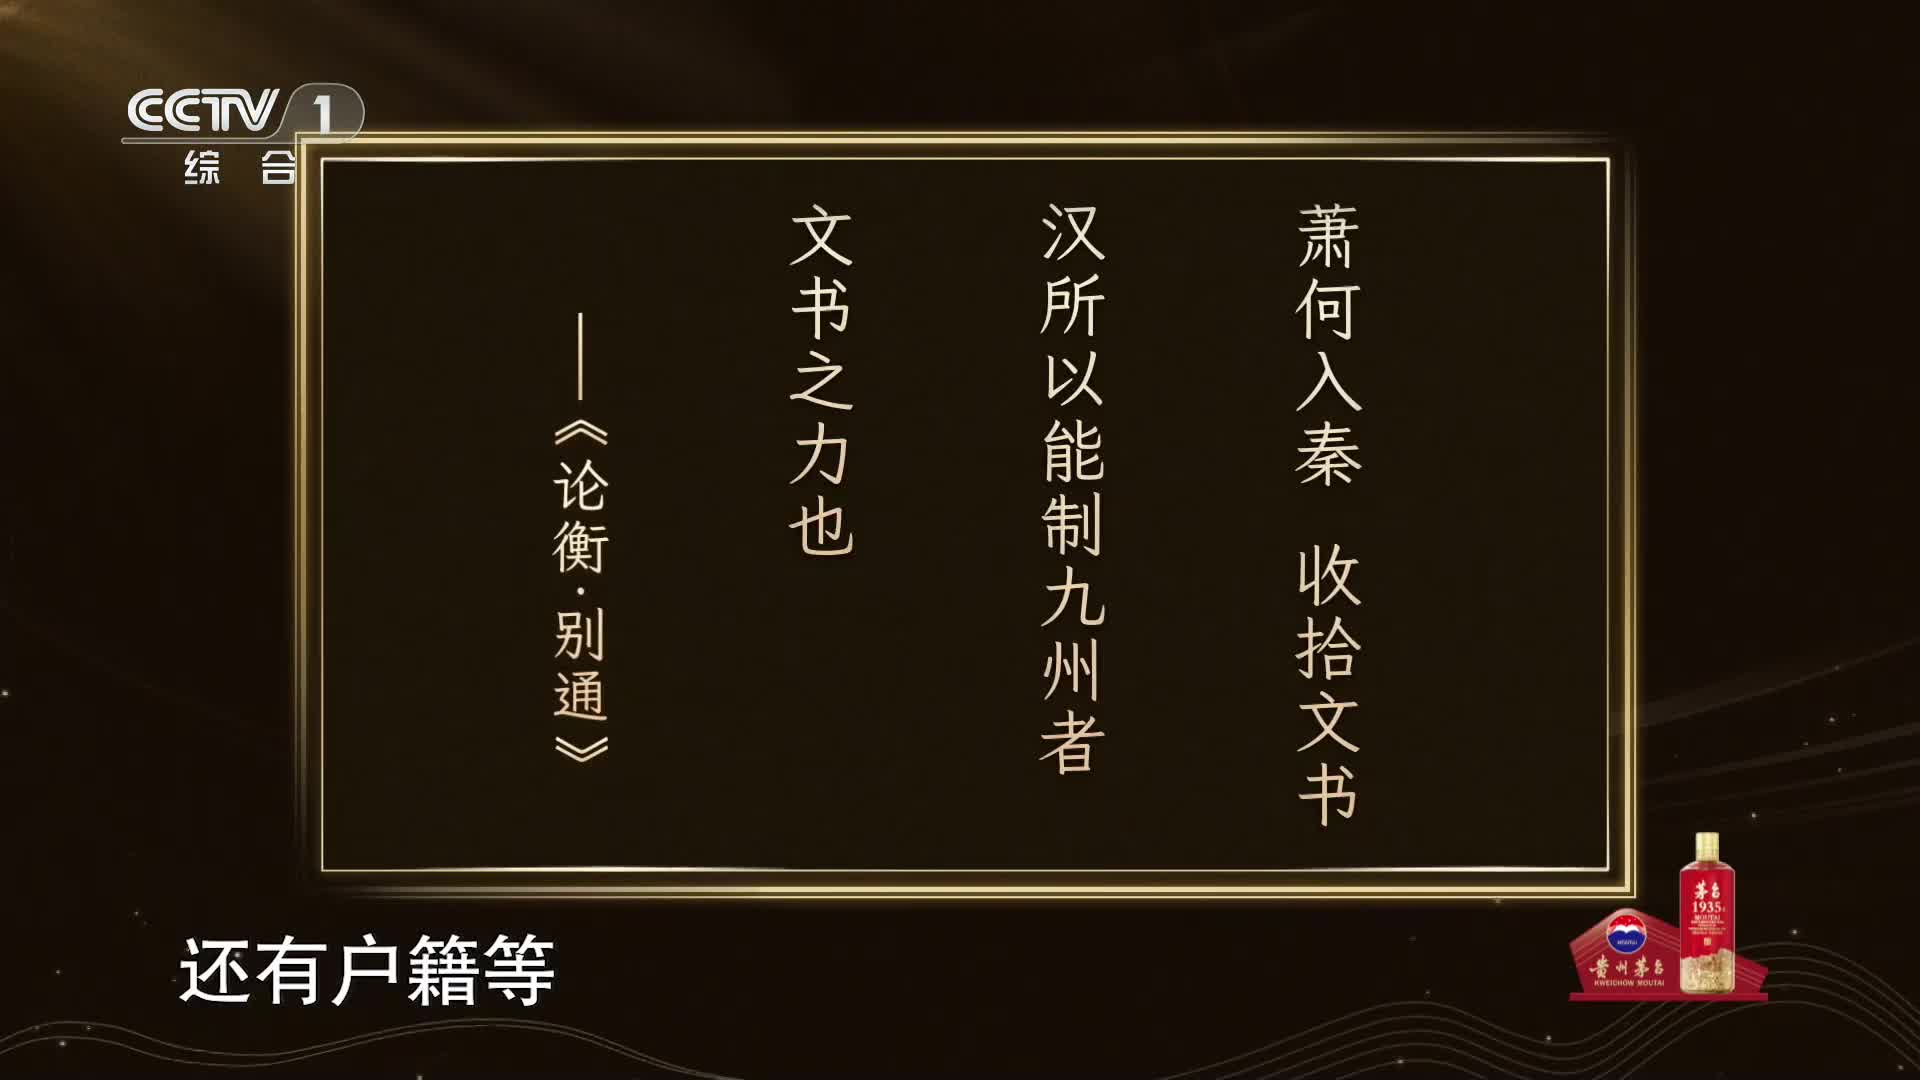 CCTV 1
综 合
萧何入秦 收拾文书
汉所以能制九州者
文书之力也
——《论衡·别通》
还有户籍等
茅台
1935
MOUTAI
MOUTAI
贵州茅台
KWEICHOW MOUTAI